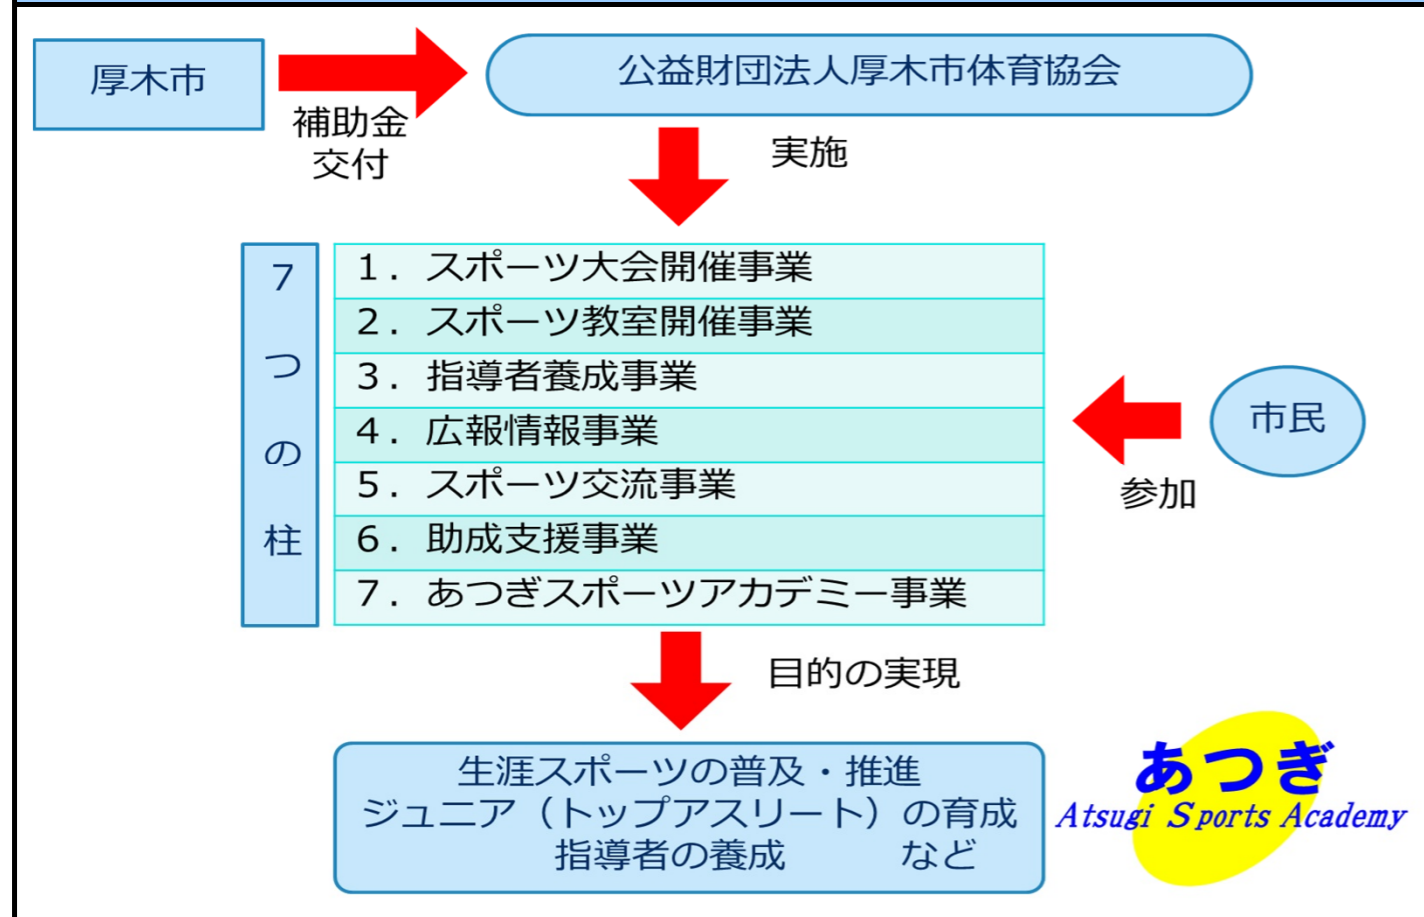 厚木市
公益財団法人厚木市体育協会
補助金
交付
実施
7つの柱
1．スポーツ大会開催事業
2．スポーツ教室開催事業
3．指導者養成事業
4．広報情報事業
5．スポーツ交流事業
6．助成支援事業
7．あつぎスポーツアカデミー事業
市民
参加
目的の実現
生涯スポーツの普及・推進
ジュニア（トップアスリート）の育成
指導者の養成　　　など
あつぎ
Atsugi Sports Academy